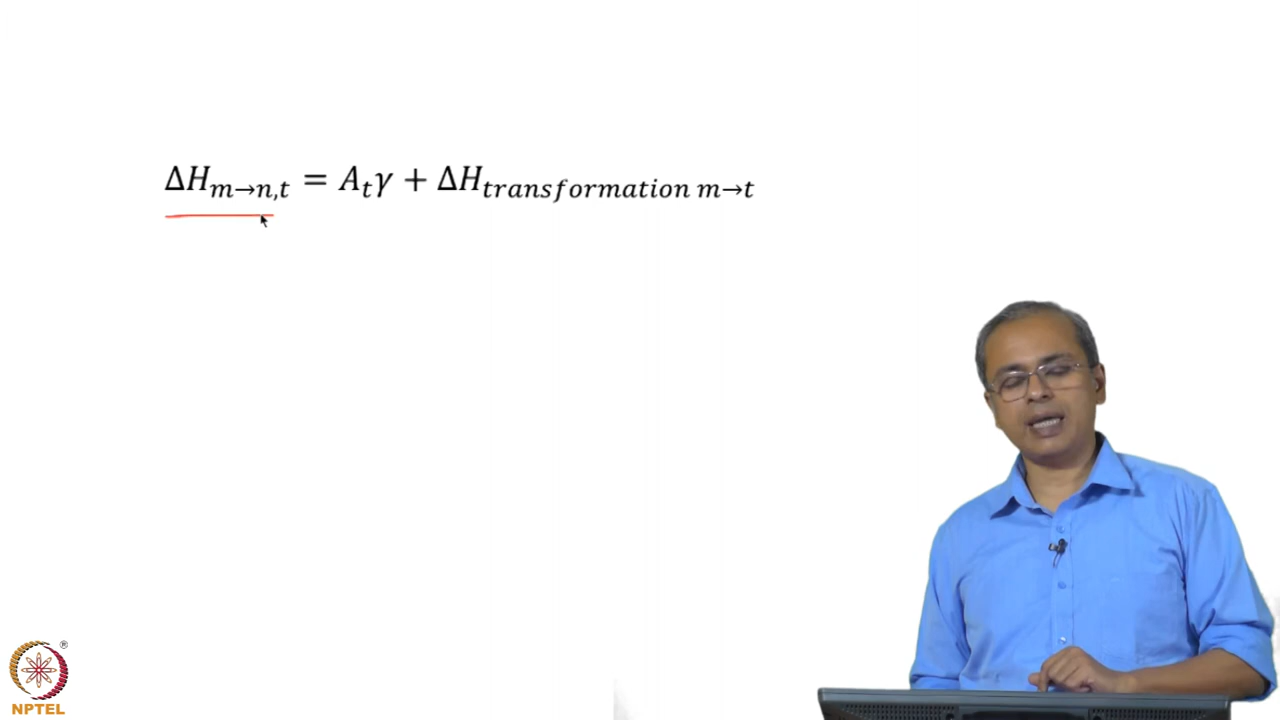 ΔH_{m→n,t} = A_tγ + ΔH_{transformation m→t}
®
NPTEL